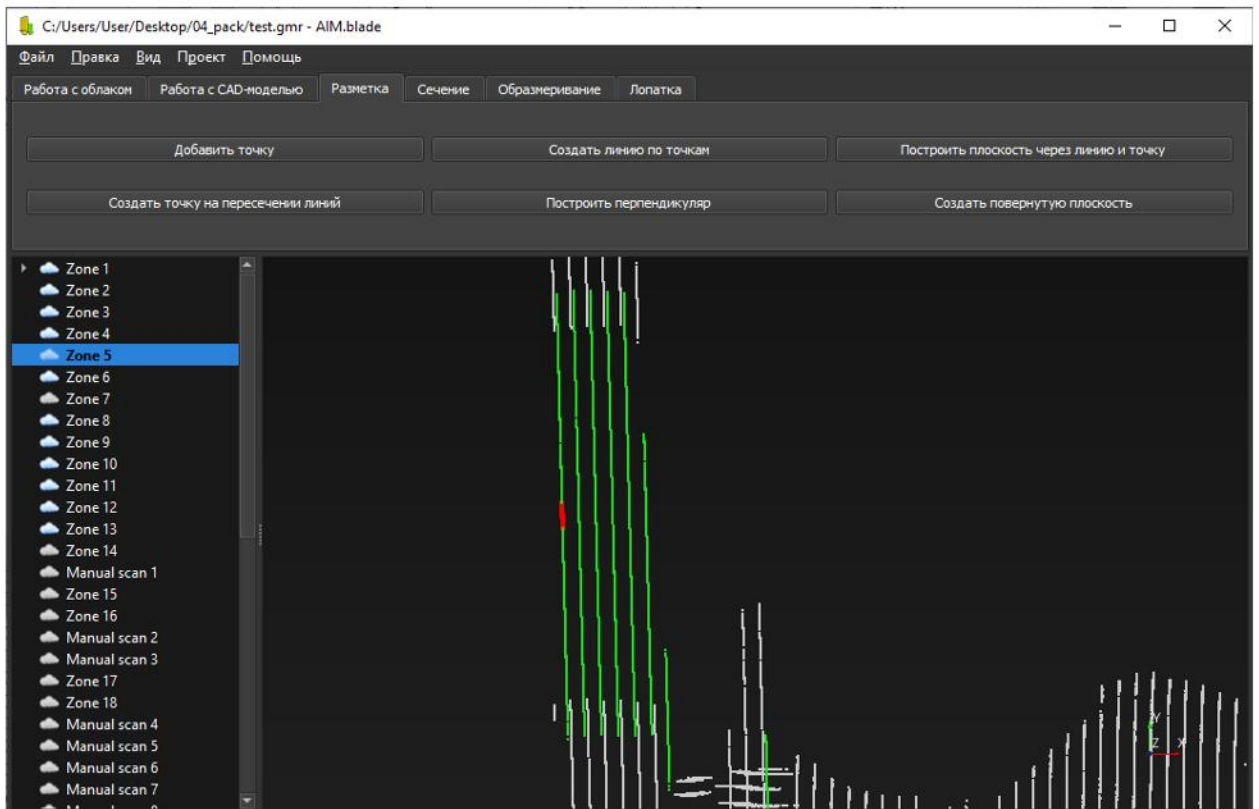 C:/Users/User/Desktop/04_pack/test.gmr - AIM.blade
Файл Правка Вид Проект Помощь
Работа с облаком Работа с CAD-моделью Разметка Сечение Образмеривание Лопатка
Добавить точку Создать линию по точкам Построить плоскость через линию и точку
Создать точку на пересечении линий Построить перпендикуляр Создать повернутую плоскость
Zone 1
Zone 2
Zone 3
Zone 4
Zone 5
Zone 6
Zone 7
Zone 8
Zone 9
Zone 10
Zone 11
Zone 12
Zone 13
Zone 14
Manual scan 1
Zone 15
Zone 16
Manual scan 2
Manual scan 3
Zone 17
Zone 18
Manual scan 4
Manual scan 5
Manual scan 6
Manual scan 7
Y
Z X